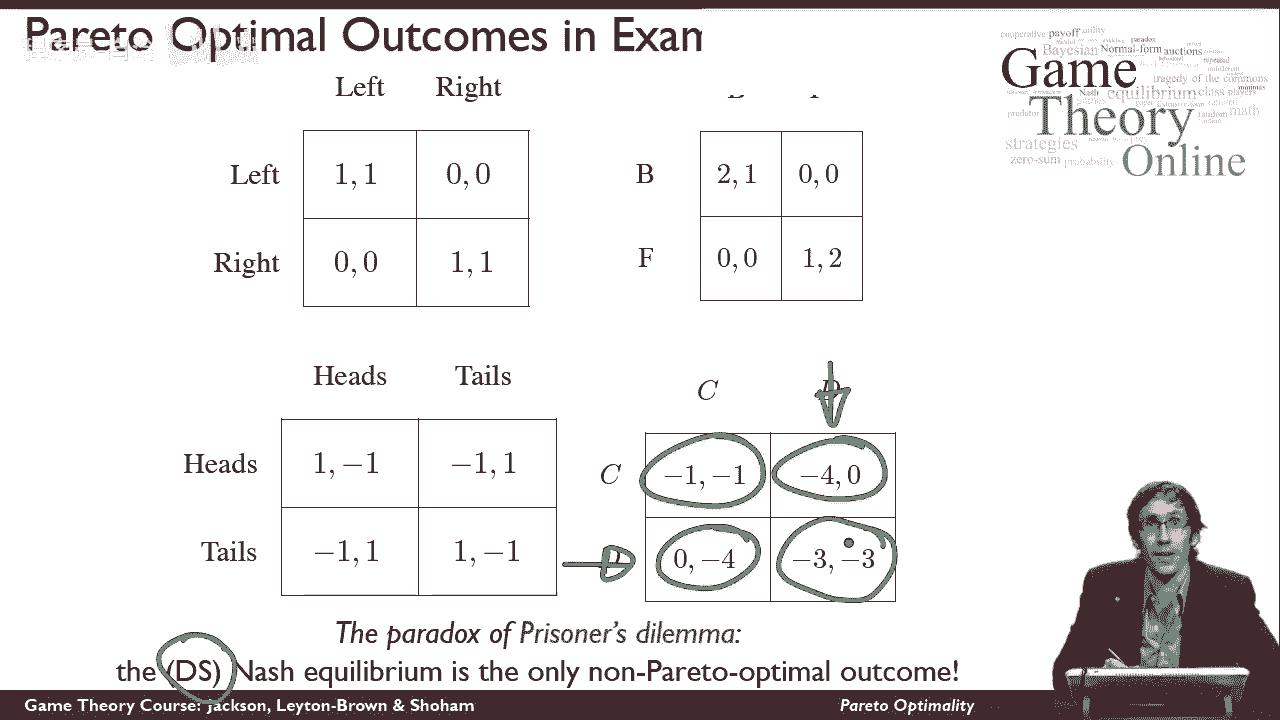 Pareto Optimal Outcomes in Exam
Left Right
Left 1, 1 0, 0
Right 0, 0 1, 1
B 2, 1 0, 0
F 0, 0 1, 2
Heads Tails
Heads 1, −1 −1, 1
Tails −1, 1 1, −1
C D
C −1, −1 −4, 0
D 0, −4 −3, −3
The paradox of Prisoner's dilemma:
the (DS) Nash equilibrium is the only non-Pareto-optimal outcome!
Game Theory Course: Jackson, Leyton-Brown & Shoham
Pareto Optimality
cooperative payoff utility
Bayesian Normal-form auctions
Game
tragedy of the commons
Nash equilibrium class players
Theory
predator
random math
strategies
zero-sum probability
Online